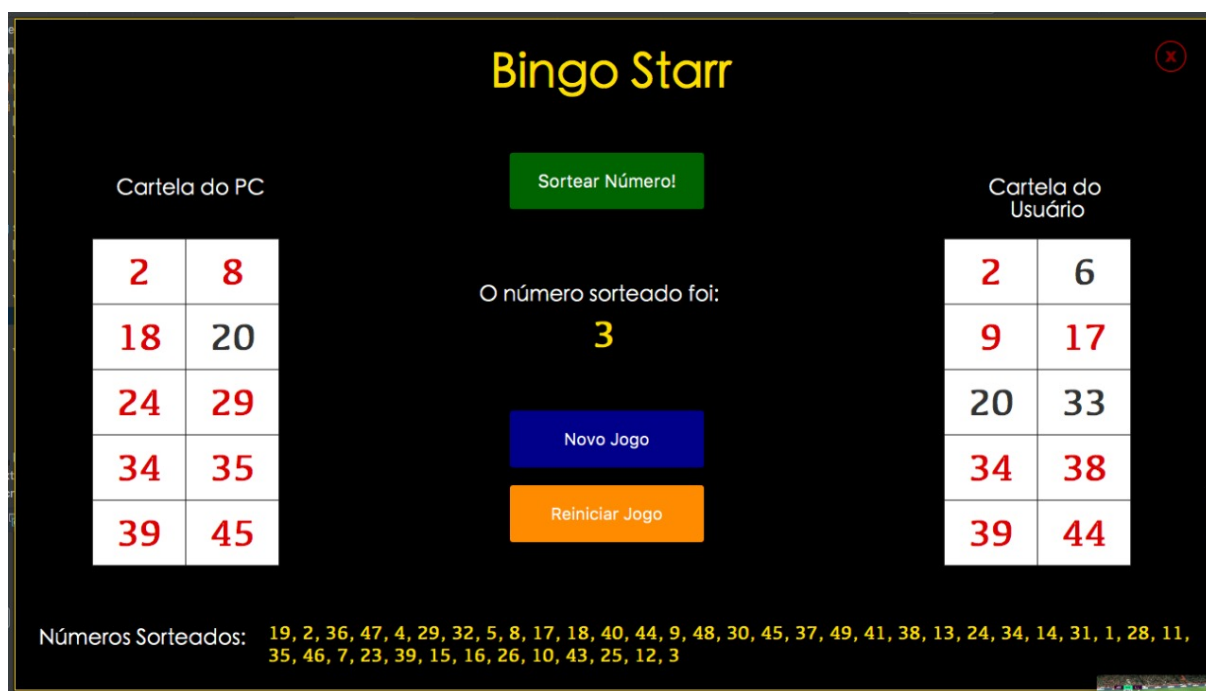 Bingo Starr
X
Sortear Número!
Cartela do PC
Cartela do
Usuário
2 8
18 20
24 29
34 35
39 45
O número sorteado foi:
3
Novo Jogo
Reiniciar Jogo
2 6
9 17
20 33
34 38
39 44
Números Sorteados:
19, 2, 36, 47, 4, 29, 32, 5, 8, 17, 18, 40, 44, 9, 48, 30, 45, 37, 49, 41, 38, 13, 24, 34, 14, 31, 1, 28, 11,
35, 46, 7, 23, 39, 15, 16, 26, 10, 43, 25, 12, 3